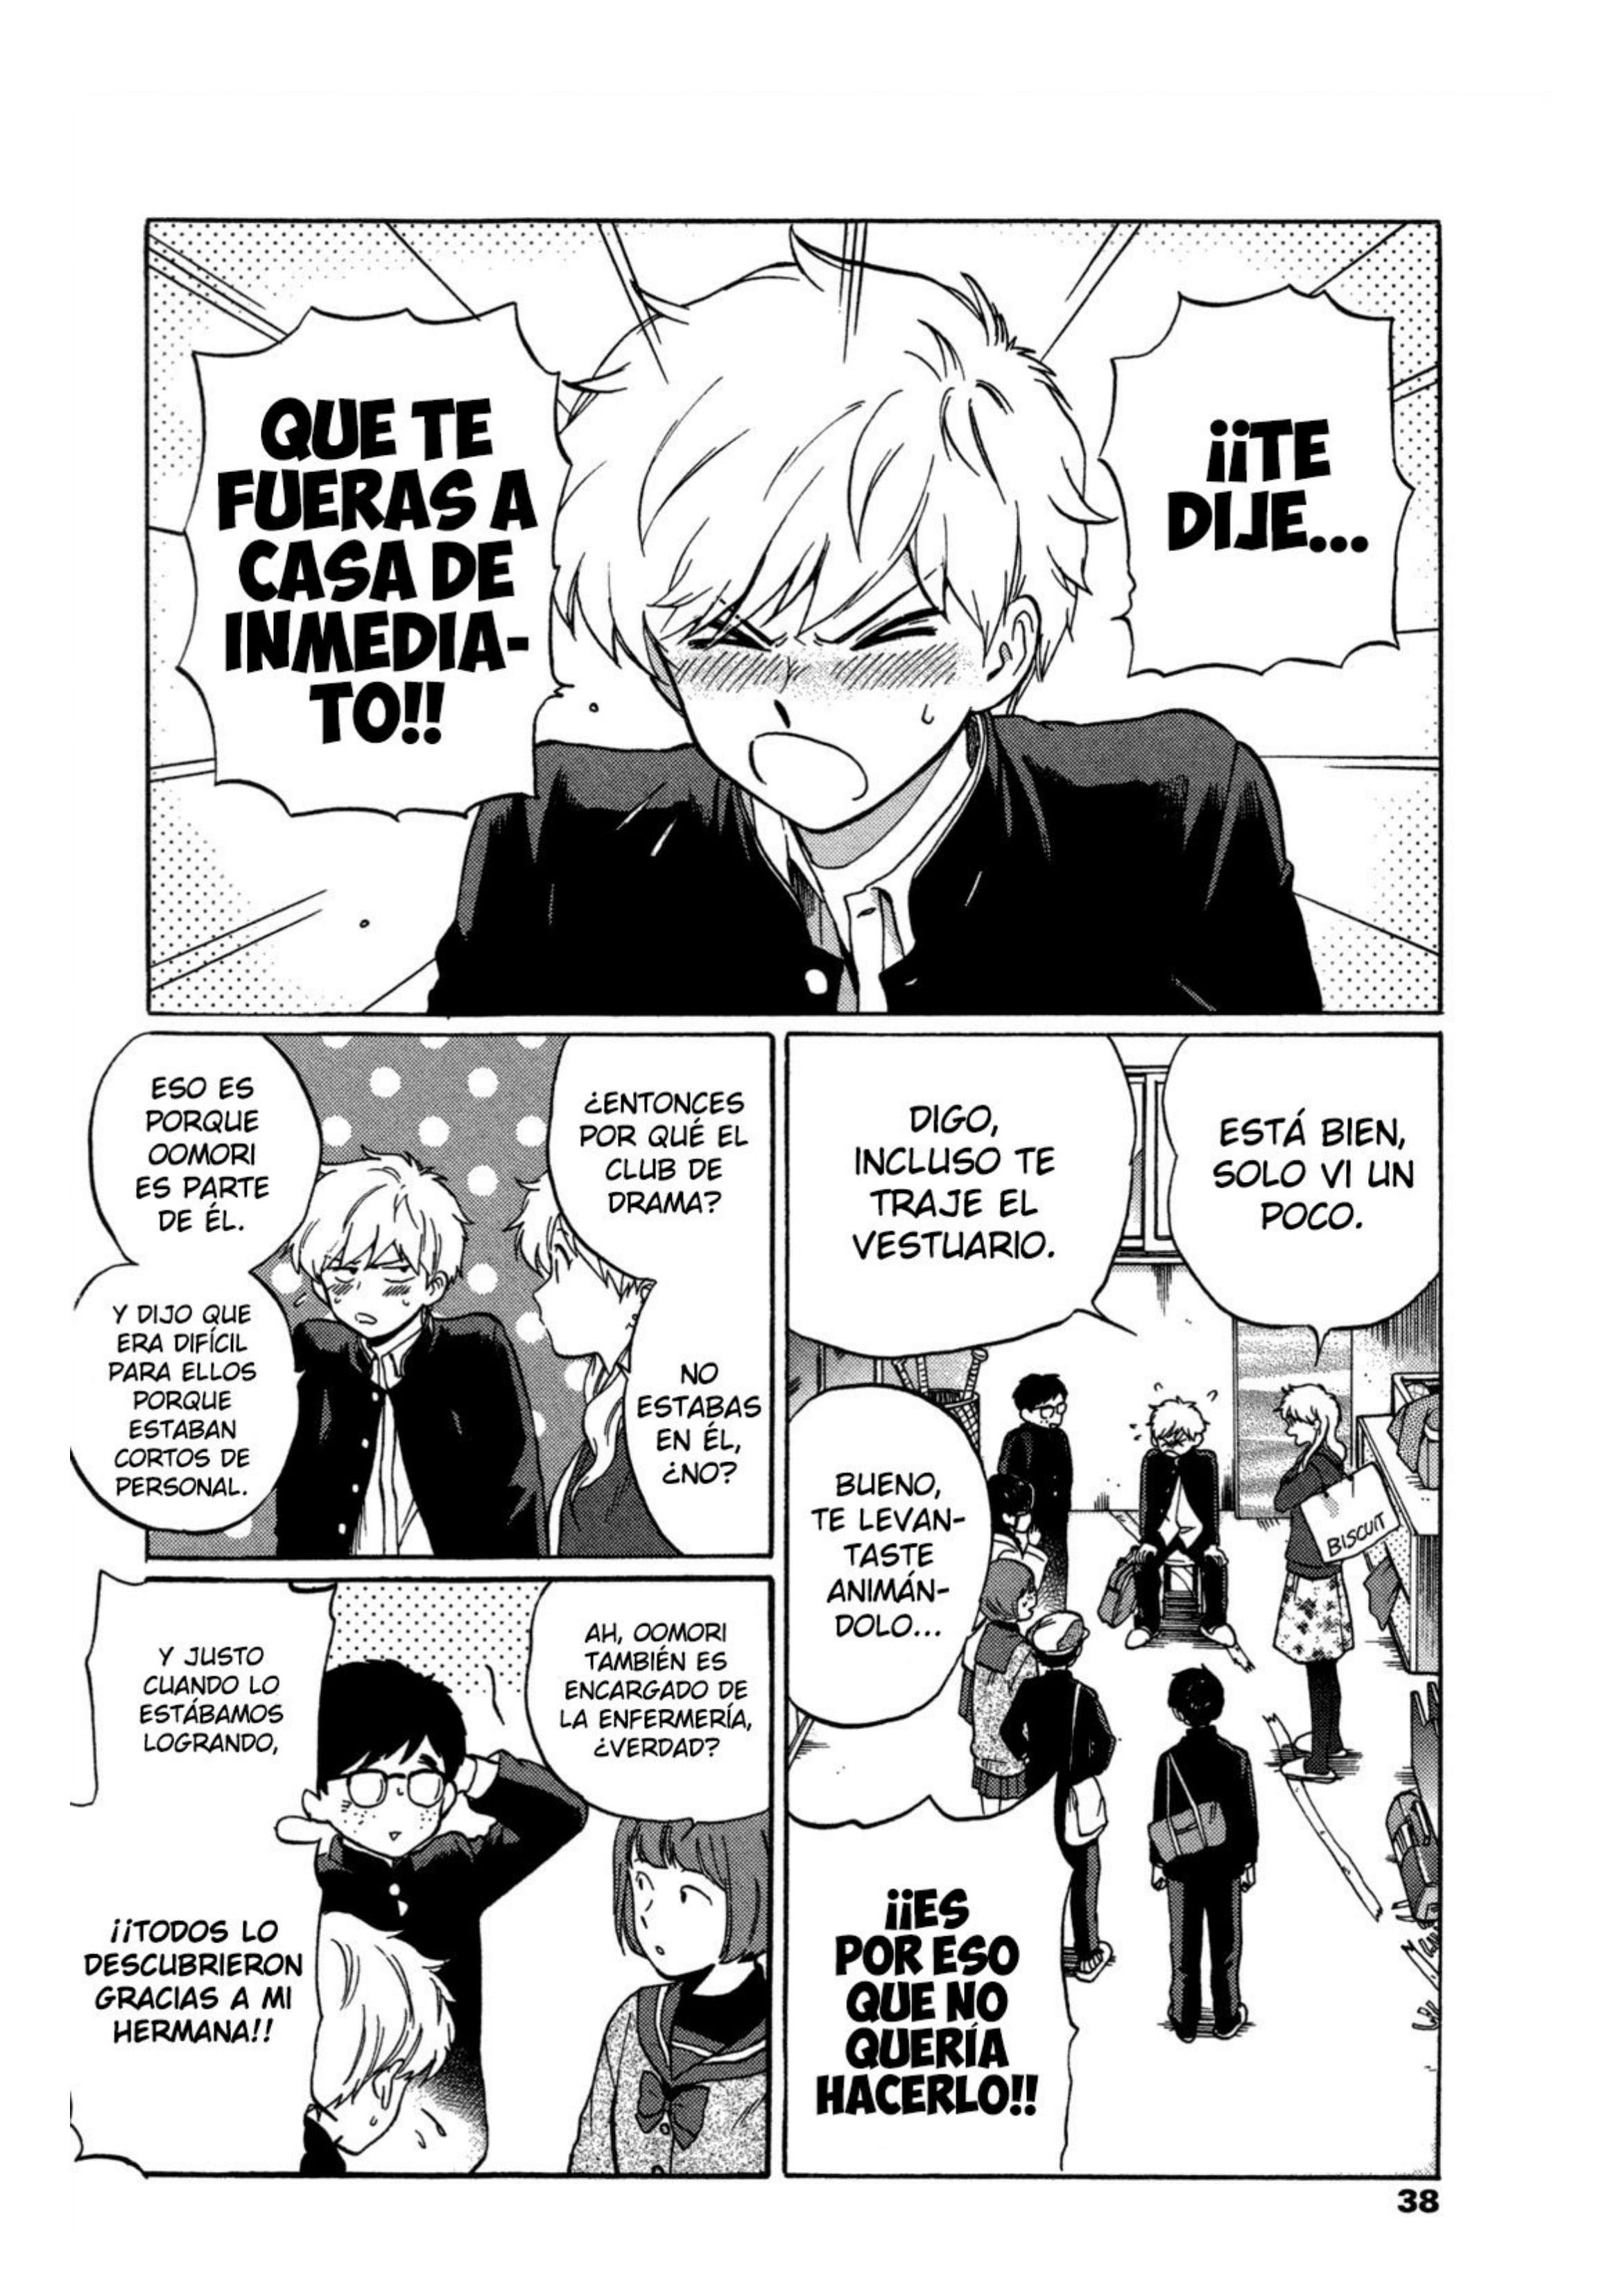 ¡¡TE
DIJE...
QUE TE
FUERAS A
CASA DE
INMEDIA-
TO!!
ESTÁ BIEN,
SOLO VI UN
POCO.
DIGO,
INCLUSO TE
TRAJE EL
VESTUARIO.
BISCUIT
BUENO,
TE LEVAN-
TASTE
ANIMÁN-
DOLO...
¡¡ES
POR ESO
QUE NO
QUERÍA
HACERLO!!
¿ENTONCES
POR QUÉ EL
CLUB DE
DRAMA?
NO
ESTABAS
EN ÉL,
¿NO?
ESO ES
PORQUE
OOMORI
ES PARTE
DE ÉL.
Y DIJO QUE
ERA DIFÍCIL
PARA ELLOS
PORQUE
ESTABAN
CORTOS DE
PERSONAL.
AH, OOMORI
TAMBIÉN ES
ENCARGADO DE
LA ENFERMERÍA,
¿VERDAD?
Y JUSTO
CUANDO LO
ESTÁBAMOS
LOGRANDO,
¡¡TODOS LO
DESCUBRIERON
GRACIAS A MI
HERMANA!!
38